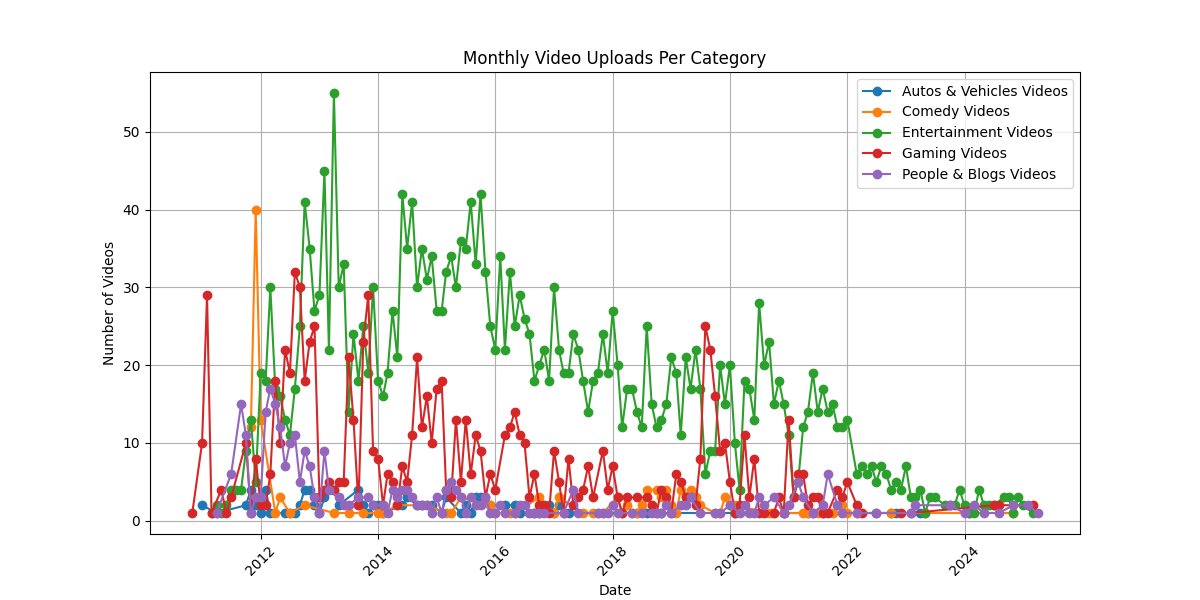 Monthly Video Uploads Per Category
Autos & Vehicles Videos
Comedy Videos
Entertainment Videos
Gaming Videos
People & Blogs Videos
Number of Videos
50
40
30
20
10
0
2012
2014
2016
2018
2020
2022
2024
Date